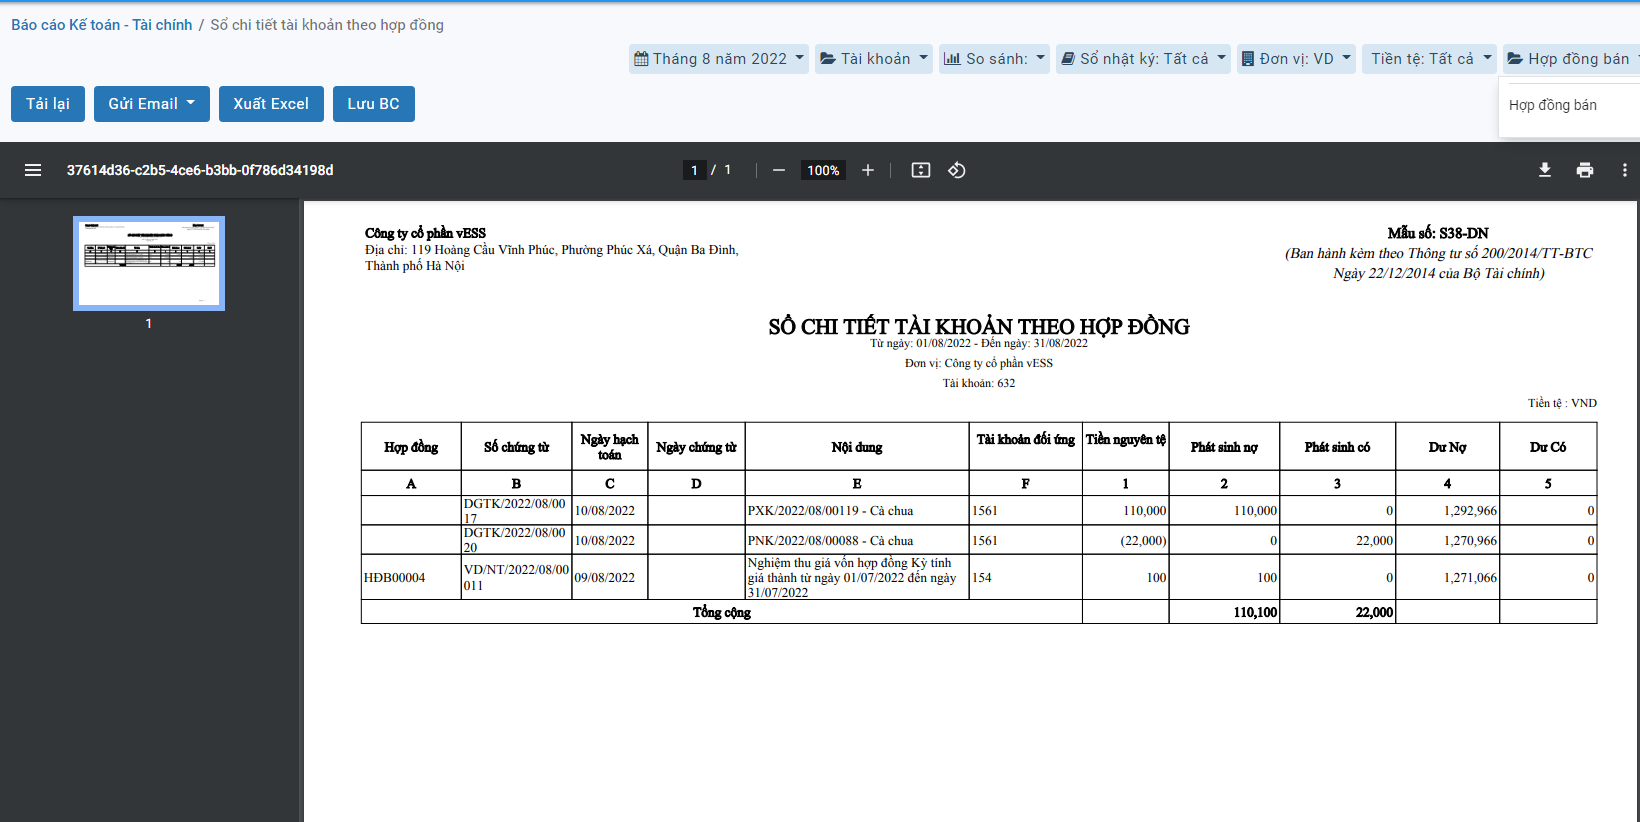 Báo cáo Kế toán - Tài chính / Sổ chi tiết tài khoản theo hợp đồng
Tháng 8 năm 2022 Tài khoản So sánh: Sổ nhật ký: Tất cả Đơn vị: VD Tiền tệ: Tất cả Hợp đồng bán
Tải lại Gửi Email Xuất Excel Lưu BC
Hợp đồng bán
37614d36-c2b5-4ce6-b3bb-0f786d34198d 1 / 1 100%
1
Công ty cổ phần vESS
Địa chỉ: 119 Hoàng Cầu Vĩnh Phúc, Phường Phúc Xá, Quận Ba Đình,
Thành phố Hà Nội
Mẫu số: S38-DN
(Ban hành kèm theo Thông tư số 200/2014/TT-BTC
Ngày 22/12/2014 của Bộ Tài chính)
SỔ CHI TIẾT TÀI KHOẢN THEO HỢP ĐỒNG
Từ ngày: 01/08/2022 - Đến ngày: 31/08/2022
Đơn vị: Công ty cổ phần vESS
Tài khoản: 632
Tiền tệ : VND
Hợp đồng Số chứng từ Ngày hạch toán Ngày chứng từ Nội dung Tài khoản đối ứng Tiền nguyên tệ Phát sinh nợ Phát sinh có Dư Nợ Dư Có
A B C D E F 1 2 3 4 5
DGTK/2022/08/0017 10/08/2022 PXK/2022/08/00119 - Cà chua 1561 110,000 110,000 0 1,292,966 0
DGTK/2022/08/0020 10/08/2022 PNK/2022/08/00088 - Cà chua 1561 (22,000) 0 22,000 1,270,966 0
HĐB00004 VD/NT/2022/08/00011 09/08/2022 Nghiệm thu giá vốn hợp đồng Kỳ tính giá thành từ ngày 01/07/2022 đến ngày 31/07/2022 154 100 100 0 1,271,066 0
Tổng cộng 110,100 22,000